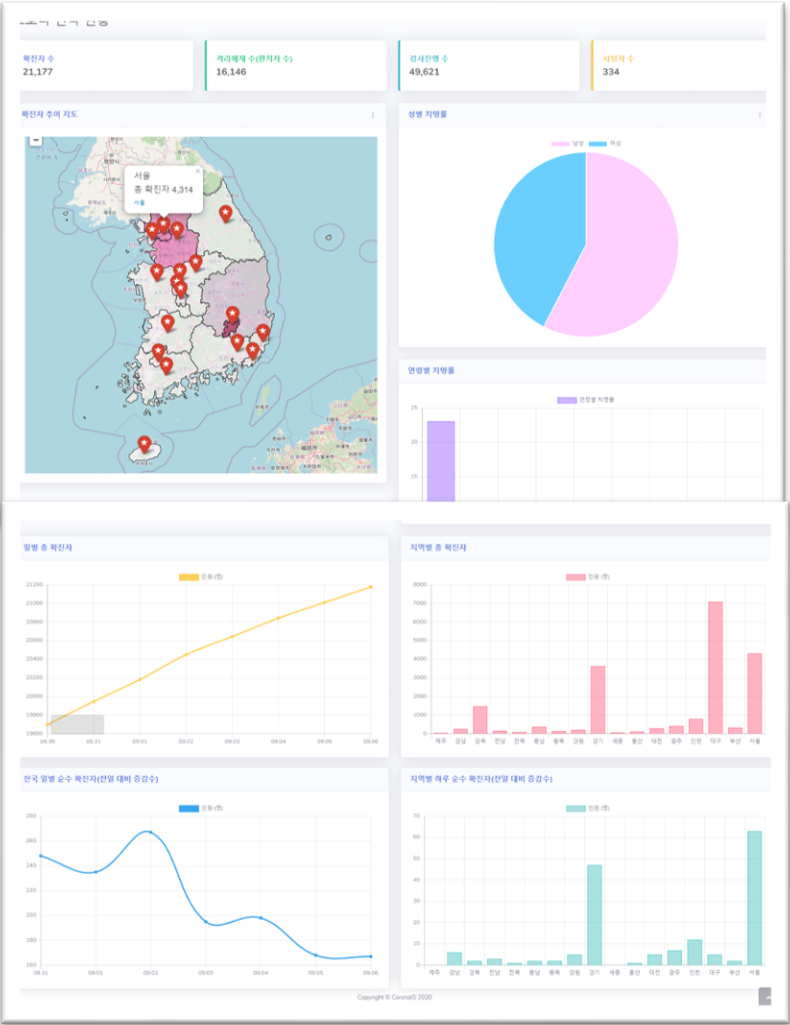 확진자 수
21,177
격리해제 수(완치자 수)
16,146
검사진행 수
49,621
사망자 수
334
확진자 추이 지도
−
서울
총 확진자 4,314
서울
×
성별 치명률
남성
여성
연령별 치명률
연령별 치명률
25
20
15
일별 총 확진자
인원 (명)
21200
21000
20800
20600
20400
20200
20000
19800
19600
08.30
08.31
09.01
09.02
09.03
09.04
09.05
09.06
지역별 총 확진자
인원 (명)
8000
7000
6000
5000
4000
3000
2000
1000
0
제주
경남
경북
전남
전북
충남
충북
강원
경기
세종
울산
대전
광주
인천
대구
부산
서울
전국 일별 순수 확진자(전일 대비 증감수)
인원 (명)
280
260
240
220
200
180
160
08.31
09.01
09.02
09.03
09.04
09.05
09.06
지역별 하루 순수 확진자(전일 대비 증감수)
인원 (명)
70
60
50
40
30
20
10
0
제주
경남
경북
전남
전북
충남
충북
강원
경기
세종
울산
대전
광주
인천
대구
부산
서울
Copyright © CoronaIS 2020